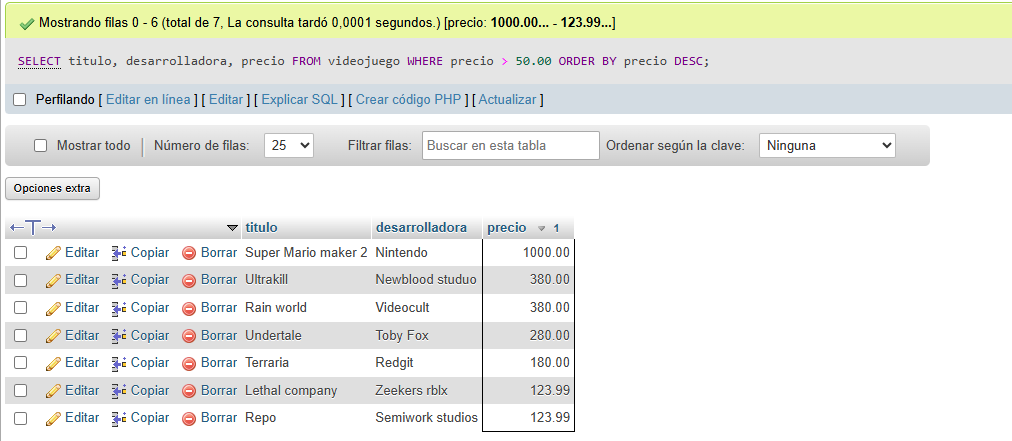 Mostrando filas 0 - 6 (total de 7, La consulta tardó 0,0001 segundos.) [precio: 1000.00... - 123.99...]
SELECT titulo, desarrolladora, precio FROM videojuego WHERE precio > 50.00 ORDER BY precio DESC;
Perfilando [ Editar en línea ] [ Editar ] [ Explicar SQL ] [ Crear código PHP ] [ Actualizar ]
Mostrar todo Número de filas: 25 Filtrar filas: Buscar en esta tabla Ordenar según la clave: Ninguna
Opciones extra
titulo desarrolladora precio 1
Editar Copiar Borrar Super Mario maker 2 Nintendo 1000.00
Editar Copiar Borrar Ultrakill Newblood studuo 380.00
Editar Copiar Borrar Rain world Videocult 380.00
Editar Copiar Borrar Undertale Toby Fox 280.00
Editar Copiar Borrar Terraria Redgit 180.00
Editar Copiar Borrar Lethal company Zeekers rblx 123.99
Editar Copiar Borrar Repo Semiwork studios 123.99